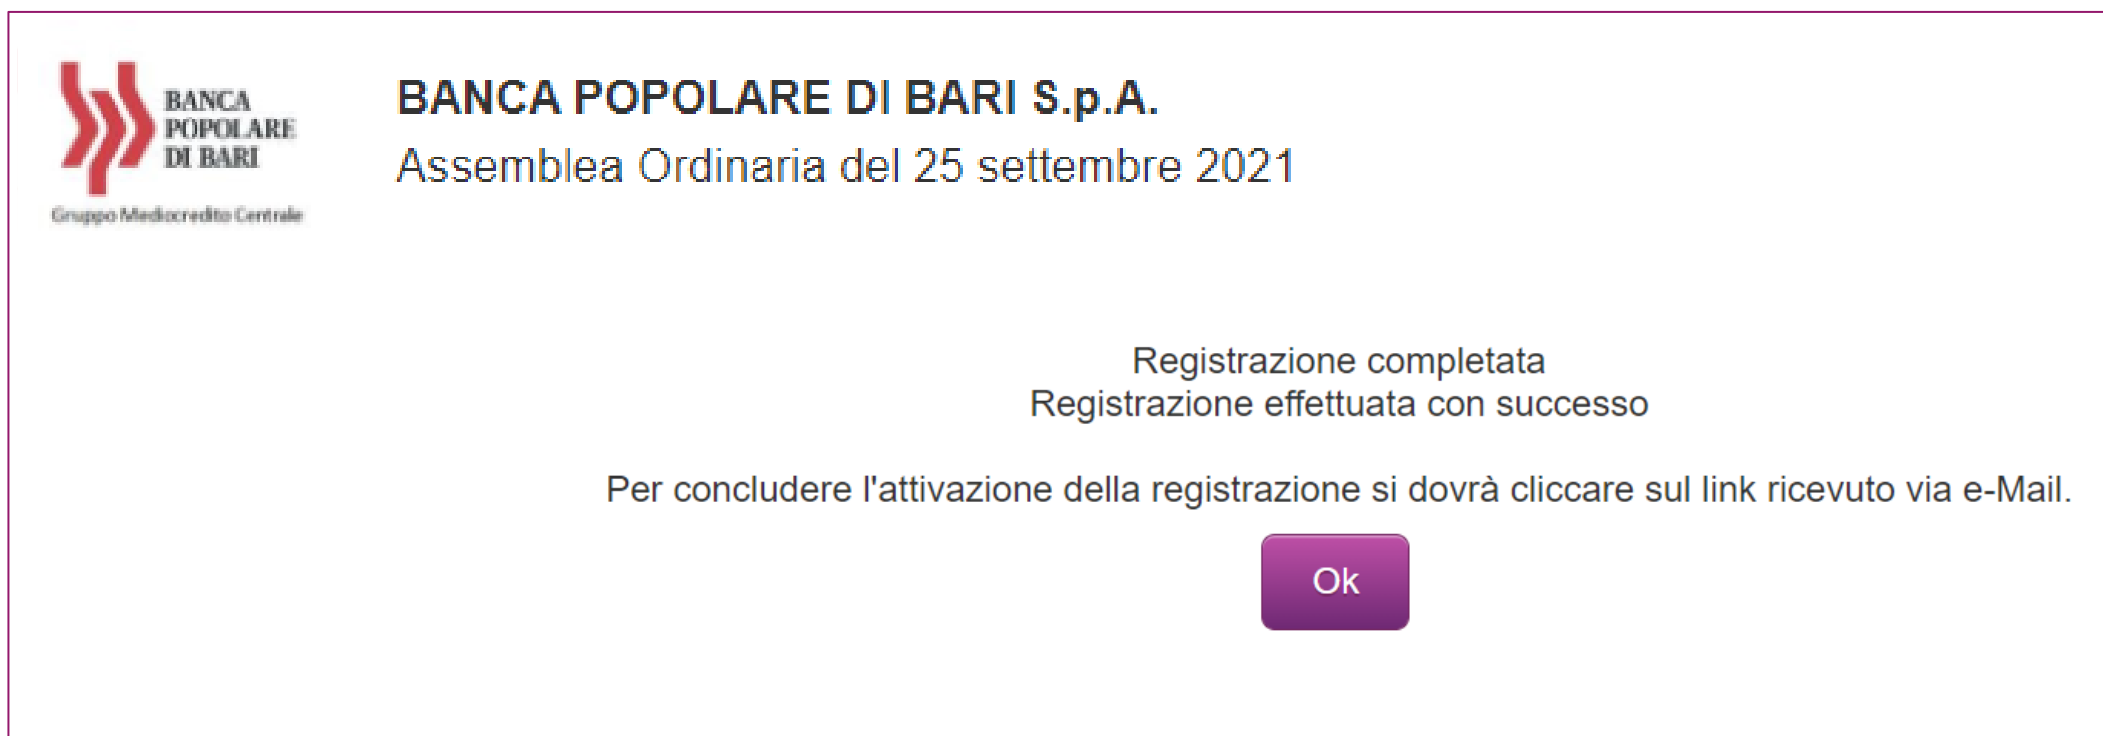 BANCA
POPOLARE
DI BARI
Gruppo Mediocredito Centrale
BANCA POPOLARE DI BARI S.p.A.
Assemblea Ordinaria del 25 settembre 2021
Registrazione completata
Registrazione effettuata con successo
Per concludere l'attivazione della registrazione si dovrà cliccare sul link ricevuto via e-Mail.
Ok